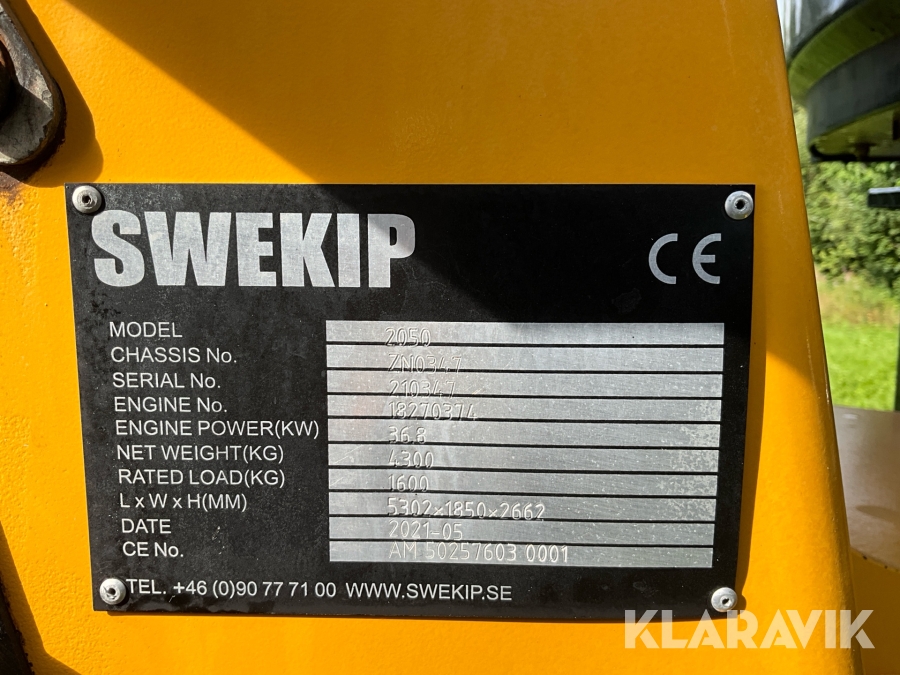 SWEKIP CE
MODEL 2050
CHASSIS No. ZN0347
SERIAL No. 210347
ENGINE No. 18270374
ENGINE POWER(KW) 36.8
NET WEIGHT(KG) 4300
RATED LOAD(KG) 1600
L x W x H(MM) 5302×1850×2662
DATE 2021-05
CE No. AM 50257603 0001
TEL. +46 (0)90 77 71 00 WWW.SWEKIP.SE
KLARAVIK